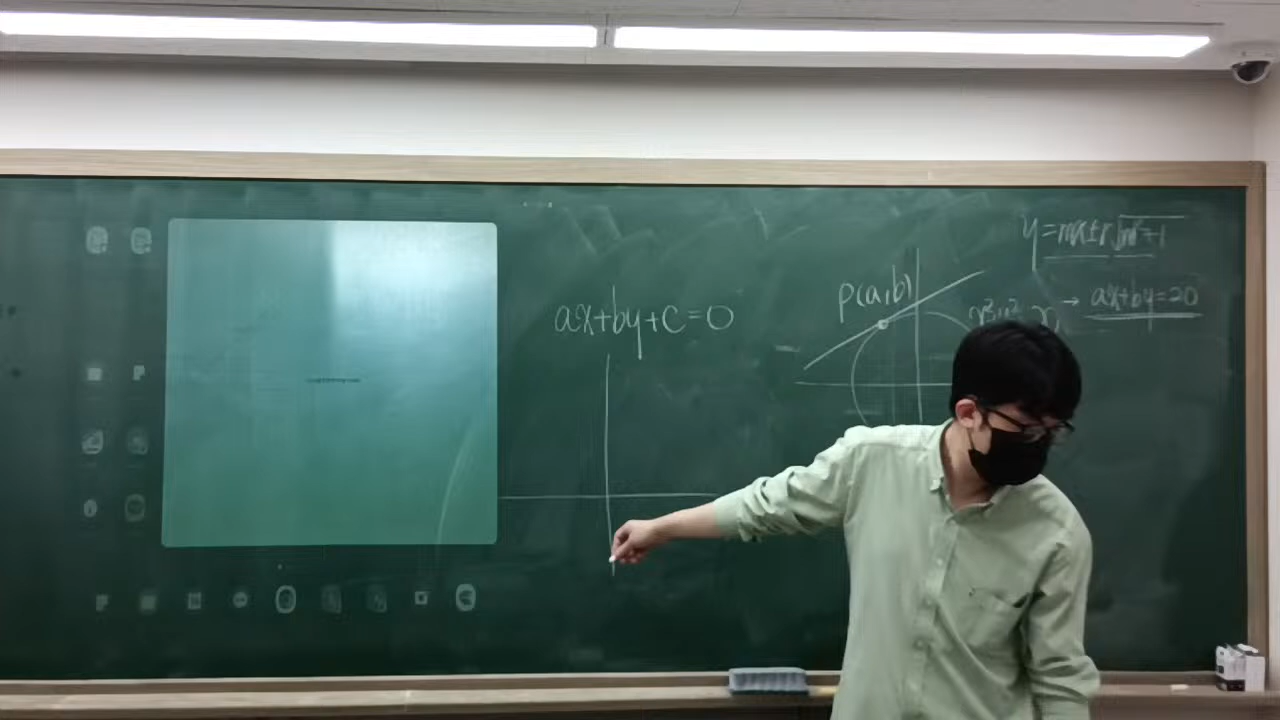 ax+by+c=0
P(a,b)
y=mx±r√m²+1
→ ax+by=20